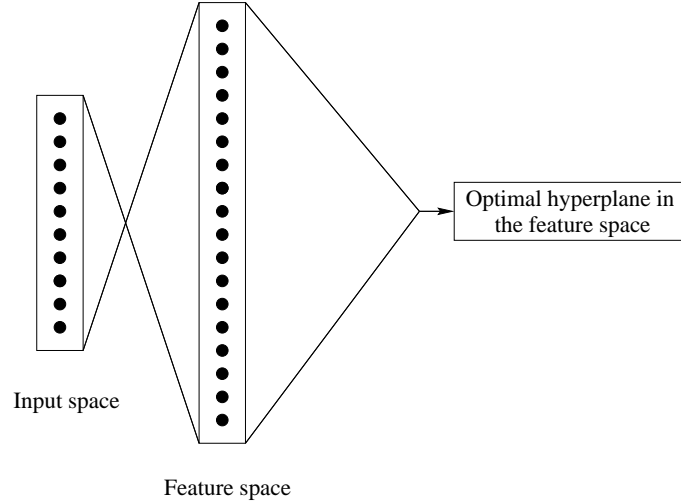 Optimal hyperplane in
the feature space
Input space
Feature space